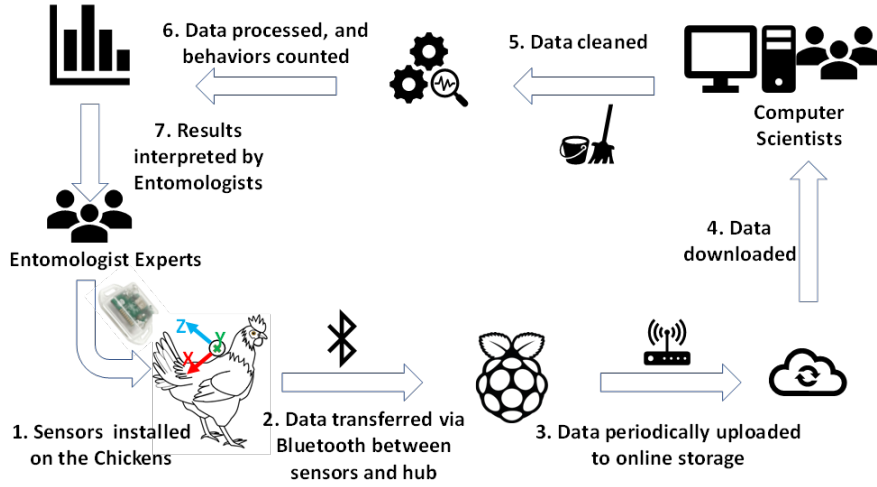 6. Data processed, and
behaviors counted
5. Data cleaned
Computer
Scientists
7. Results
interpreted by
Entomologists
4. Data
downloaded
Entomologist Experts
Z
y
X
1. Sensors installed
on the Chickens
2. Data transferred via
Bluetooth between
sensors and hub
3. Data periodically uploaded
to online storage